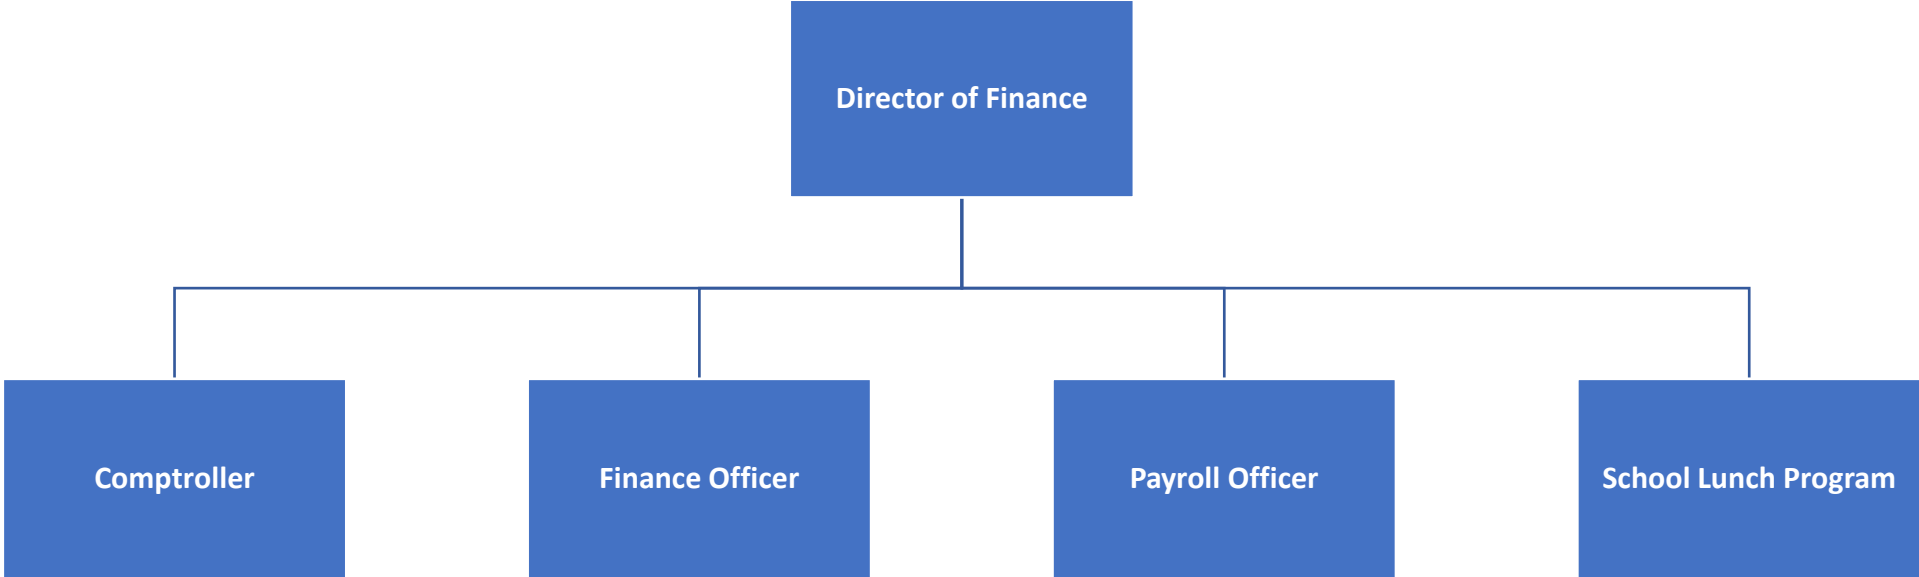 Director of Finance
Comptroller
Finance Officer
Payroll Officer
School Lunch Program